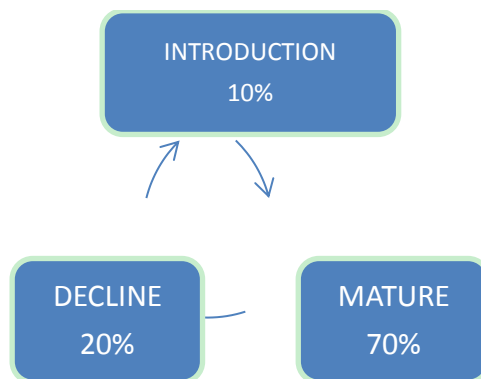 INTRODUCTION
10%
DECLINE
20%
MATURE
70%